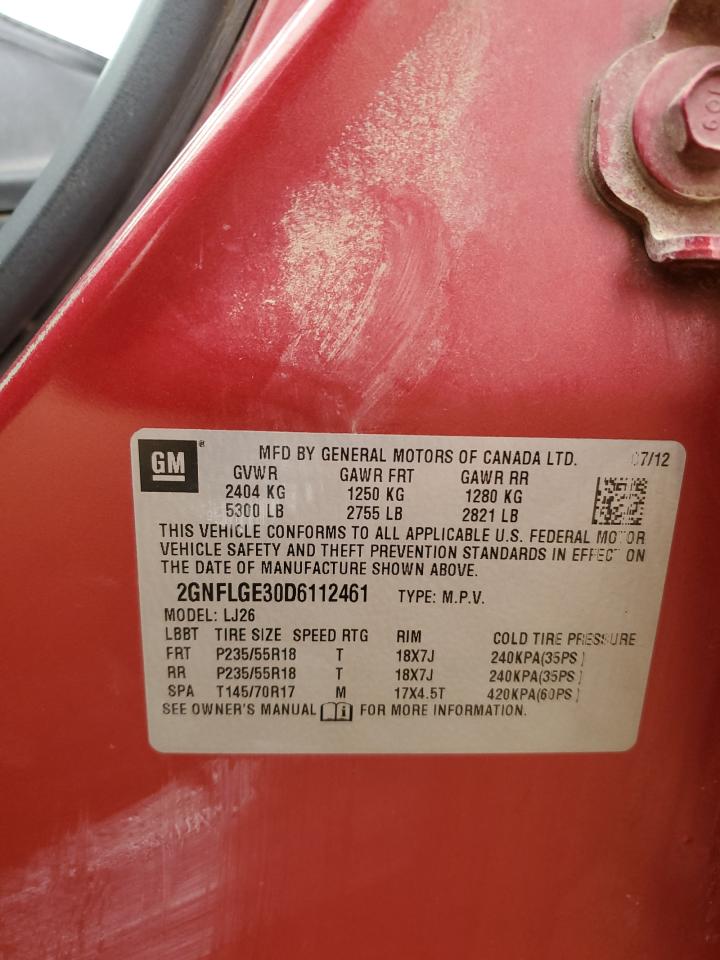 109
GM®
MFD BY GENERAL MOTORS OF CANADA LTD. 07/12
GVWR GAWR FRT GAWR RR
2404 KG 1250 KG 1280 KG
5300 LB 2755 LB 2821 LB
THIS VEHICLE CONFORMS TO ALL APPLICABLE U.S. FEDERAL MOTOR
VEHICLE SAFETY AND THEFT PREVENTION STANDARDS IN EFFECT ON
THE DATE OF MANUFACTURE SHOWN ABOVE.
2GNFLGE30D6112461 TYPE: M.P.V.
MODEL: LJ26
LBBT TIRE SIZE SPEED RTG RIM COLD TIRE PRESSURE
FRT P235/55R18 T 18X7J 240KPA(35PSI)
RR P235/55R18 T 18X7J 240KPA(35PSI)
SPA T145/70R17 M 17X4.5T 420KPA(60PSI)
SEE OWNER'S MANUAL FOR MORE INFORMATION.